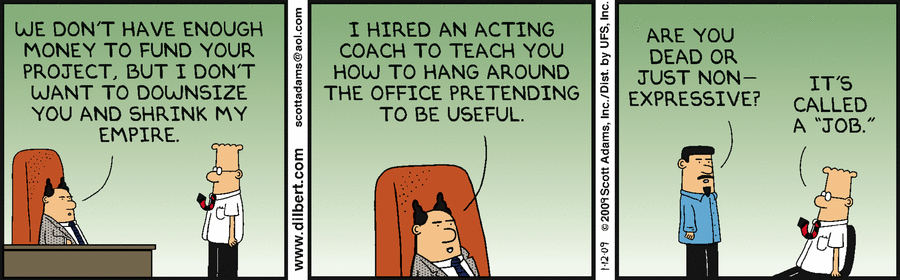 WE DON'T HAVE ENOUGH
MONEY TO FUND YOUR
PROJECT, BUT I DON'T
WANT TO DOWNSIZE
YOU AND SHRINK MY
EMPIRE.
www.dilbert.com scottadams@aol.com
I HIRED AN ACTING
COACH TO TEACH YOU
HOW TO HANG AROUND
THE OFFICE PRETENDING
TO BE USEFUL.
1-12-09 ©2009 Scott Adams, Inc./Dist. by UFS, Inc.
ARE YOU
DEAD OR
JUST NON-
EXPRESSIVE?
IT'S
CALLED
A "JOB."